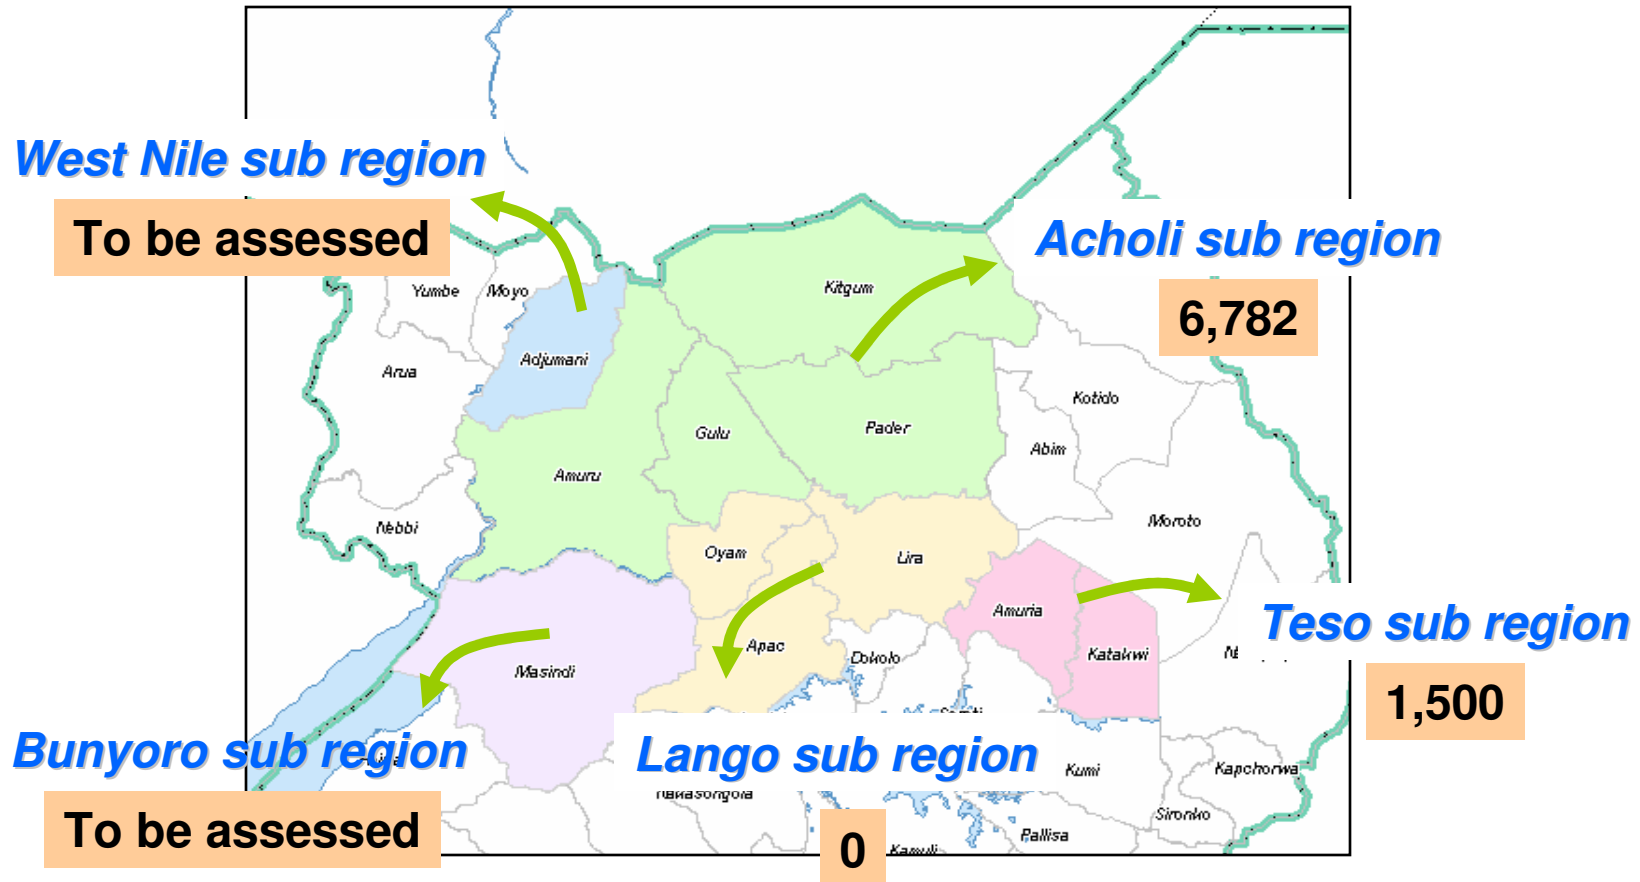 West Nile sub region
To be assessed
Acholi sub region
6,782
Yumbe
Moyo
Kitgum
Adjumani
Arua
Kotido
Gulu
Pader
Abim
Amuru
Nebbi
Moroto
Oyam
Lira
Amuria
Teso sub region
1,500
Apac
Dokolo
Katakwi
Masindi
Bunyoro sub region
To be assessed
Lango sub region
0
Kumi
Kapchorwa
Sironko
Pallisa